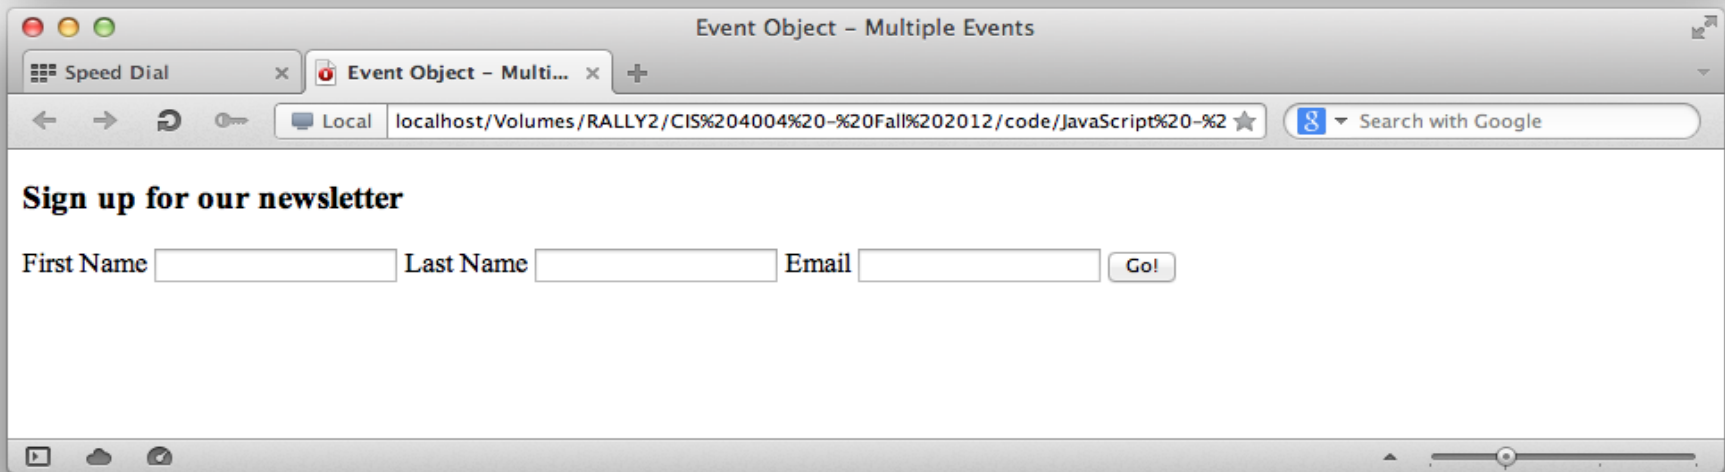 Event Object – Multiple Events
Speed Dial Event Object – Multi...
Local localhost/Volumes/RALLY2/CIS%204004%20-%20Fall%202012/code/JavaScript%20-%2 8 Search with Google
Sign up for our newsletter
First Name Last Name Email Go!